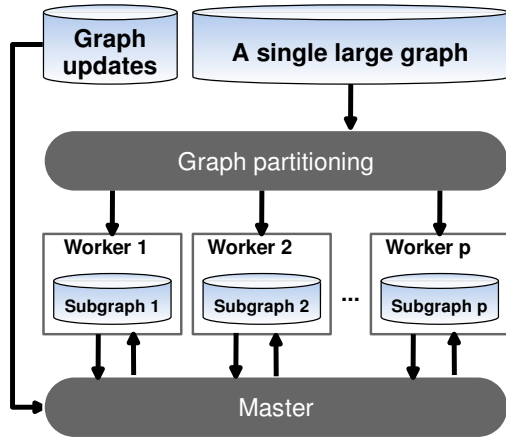 Graph
updates
A single large graph
Graph partitioning
Worker 1
Worker 2
Worker p
Subgraph 1
Subgraph 2
...
Subgraph p
Master